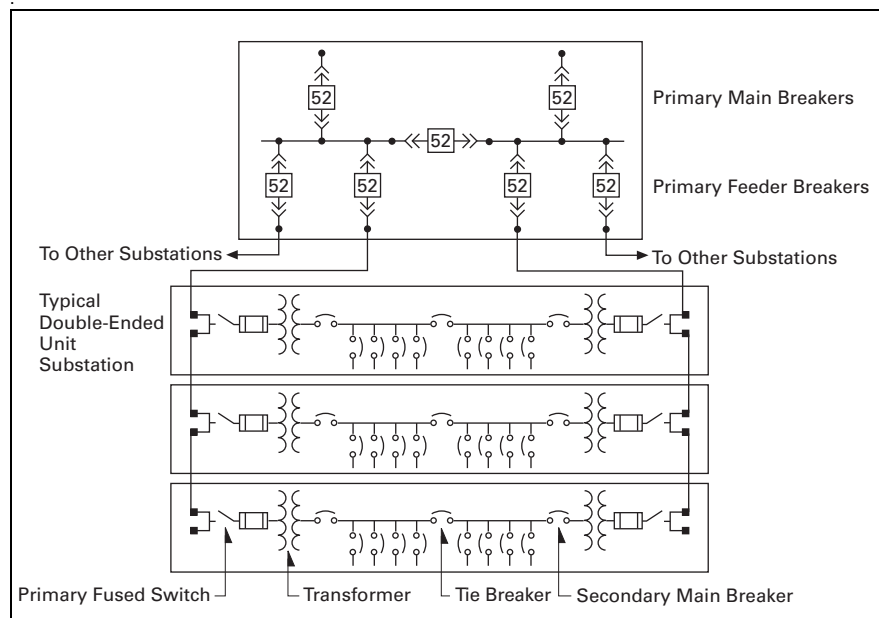 52
52
Primary Main Breakers
52
52
52
52
52
Primary Feeder Breakers
To Other Substations
To Other Substations
Typical
Double-Ended
Unit
Substation
Primary Fused Switch
Transformer
Tie Breaker
Secondary Main Breaker